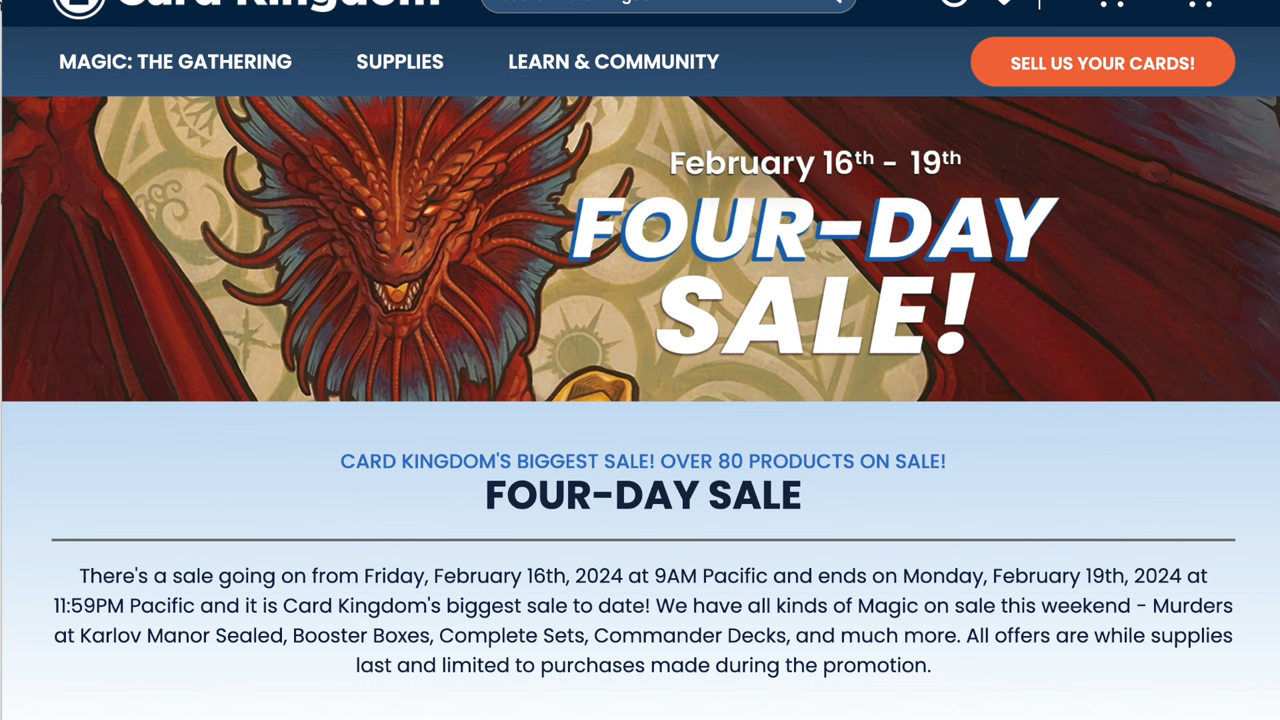 Card Kingdom
MAGIC: THE GATHERING
SUPPLIES
LEARN & COMMUNITY
SELL US YOUR CARDS!
February 16th - 19th
FOUR-DAY
SALE!
CARD KINGDOM'S BIGGEST SALE! OVER 80 PRODUCTS ON SALE!
FOUR-DAY SALE
There's a sale going on from Friday, February 16th, 2024 at 9AM Pacific and ends on Monday, February 19th, 2024 at
11:59PM Pacific and it is Card Kingdom's biggest sale to date! We have all kinds of Magic on sale this weekend - Murders
at Karlov Manor Sealed, Booster Boxes, Complete Sets, Commander Decks, and much more. All offers are while supplies
last and limited to purchases made during the promotion.